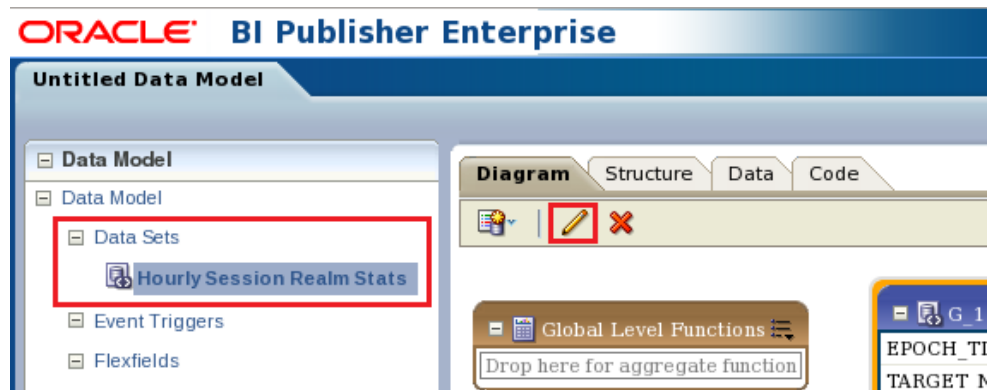 ORACLE BI Publisher Enterprise
Untitled Data Model
Data Model
Data Model
Data Sets
Hourly Session Realm Stats
Event Triggers
Flexfields
Diagram Structure Data Code
Global Level Functions
Drop here for aggregate function
G_1
EPOCH_TI
TARGET_N